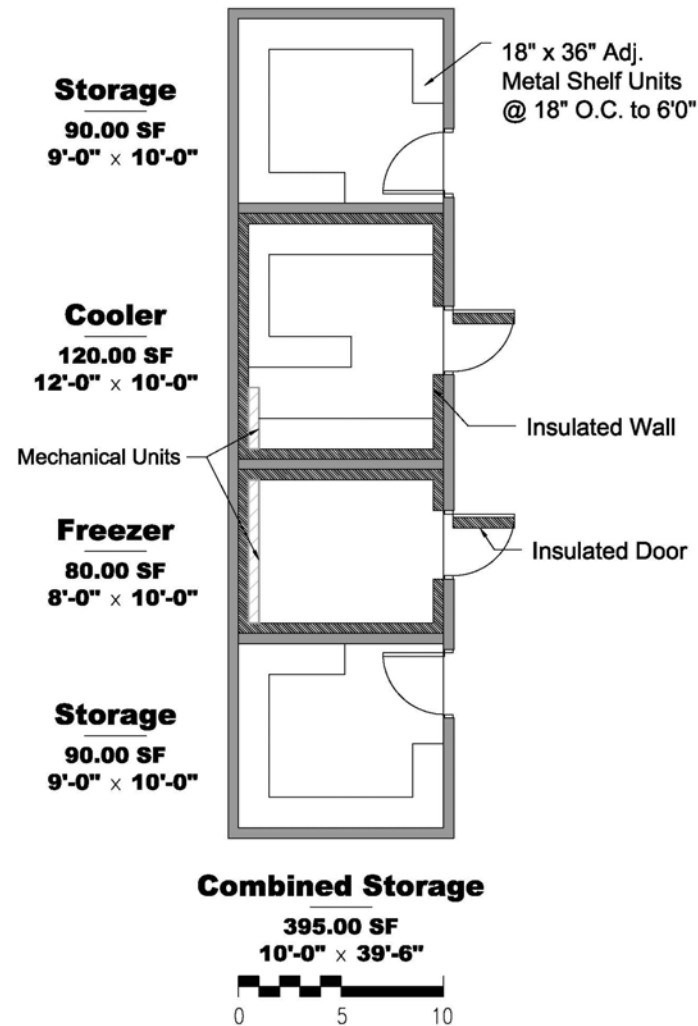 18" x 36" Adj.
Metal Shelf Units
@ 18" O.C. to 6'0"
Storage
90.00 SF
9'-0" x 10'-0"
Cooler
120.00 SF
12'-0" x 10'-0"
Insulated Wall
Mechanical Units
Freezer
80.00 SF
8'-0" x 10'-0"
Insulated Door
Storage
90.00 SF
9'-0" x 10'-0"
Combined Storage
395.00 SF
10'-0" x 39'-6"
0 5 10